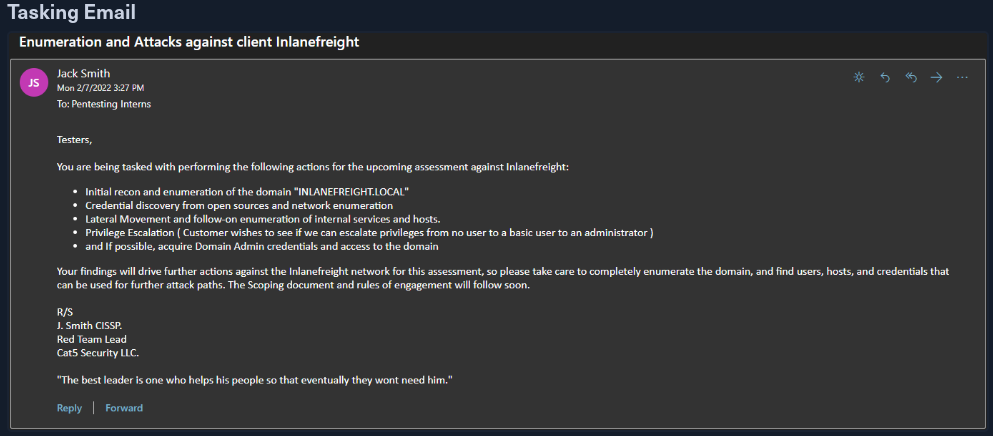 Tasking Email
Enumeration and Attacks against client Inlanefreight
JS
Jack Smith
Mon 2/7/2022 3:27 PM
To: Pentesting Interns
Testers,
You are being tasked with performing the following actions for the upcoming assessment against Inlanefreight:
• Initial recon and enumeration of the domain "INLANEFREIGHT.LOCAL"
• Credential discovery from open sources and network enumeration
• Lateral Movement and follow-on enumeration of internal services and hosts.
• Privilege Escalation ( Customer wishes to see if we can escalate privileges from no user to a basic user to an administrator )
• and If possible, acquire Domain Admin credentials and access to the domain
Your findings will drive further actions against the Inlanefreight network for this assessment, so please take care to completely enumerate the domain, and find users, hosts, and credentials that
can be used for further attack paths. The Scoping document and rules of engagement will follow soon.
R/S
J. Smith CISSP.
Red Team Lead
Cat5 Security LLC.
"The best leader is one who helps his people so that eventually they wont need him."
Reply | Forward